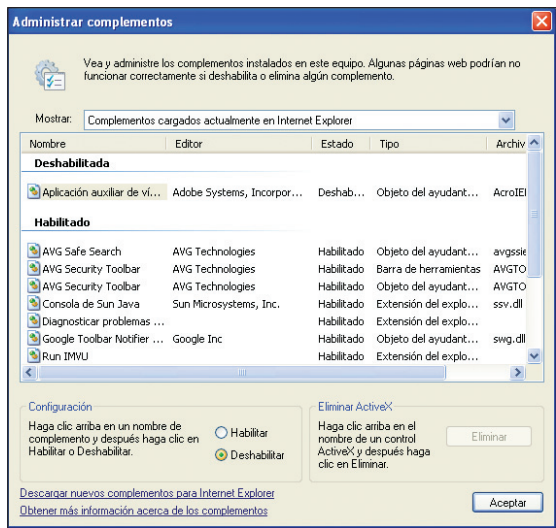 Administrar complementos
Vea y administre los complementos instalados en este equipo. Algunas páginas web podrían no
funcionar correctamente si deshabilita o elimina algún complemento.
Mostrar: Complementos cargados actualmente en Internet Explorer
Nombre Editor Estado Tipo Archiv
Deshabilitada
Aplicación auxiliar de ví... Adobe Systems, Incorpor... Deshab... Objeto del ayudant... AcroIEI
Habilitado
AVG Safe Search AVG Technologies Habilitado Objeto del ayudant... avgssie
AVG Security Toolbar AVG Technologies Habilitado Barra de herramientas AVGTO
AVG Security Toolbar AVG Technologies Habilitado Objeto del ayudant... AVGTO
Consola de Sun Java Sun Microsystems, Inc. Habilitado Extensión del explo... ssv.dll
Diagnosticar problemas ... Habilitado Extensión del explo...
Google Toolbar Notifier ... Google Inc Habilitado Objeto del ayudant... swg.dll
Run IMVU Habilitado Extensión del explo...
Configuración
Haga clic arriba en un nombre de
complemento y después haga clic en
Habilitar o Deshabilitar.
Habilitar
Deshabilitar
Eliminar ActiveX
Haga clic arriba en el
nombre de un control
ActiveX y después haga
clic en Eliminar.
Eliminar
Descargar nuevos complementos para Internet Explorer
Obtener más información acerca de los complementos
Aceptar